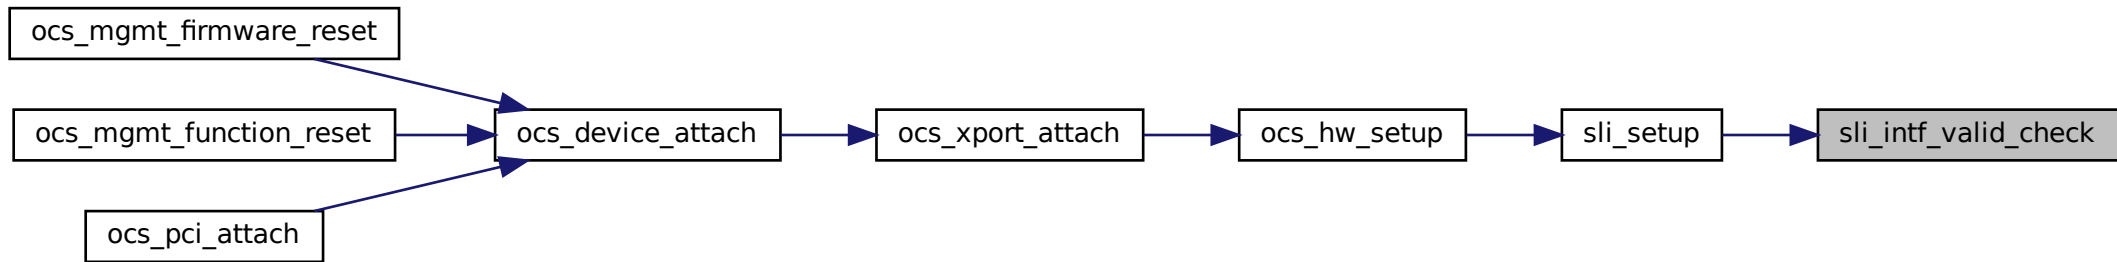 ocs_mgmt_firmware_reset
ocs_mgmt_function_reset
ocs_pci_attach
ocs_device_attach
ocs_xport_attach
ocs_hw_setup
sli_setup
sli_intf_valid_check